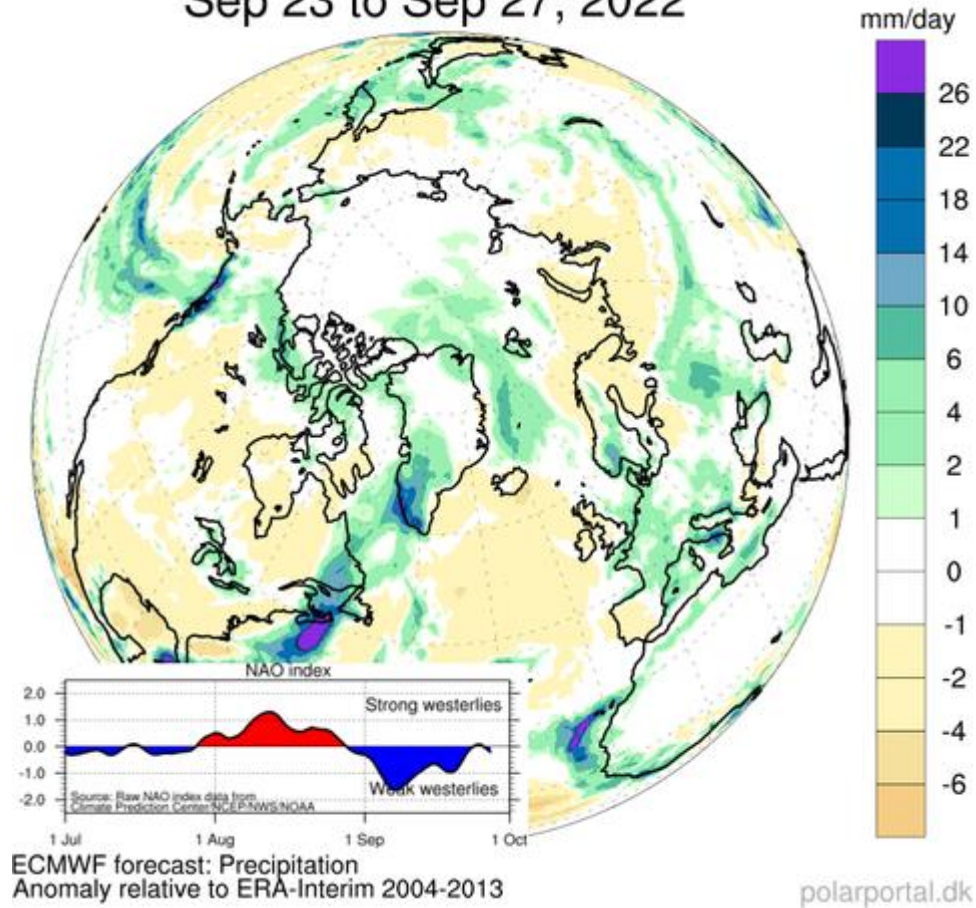 Sep 23 to Sep 27, 2022
mm/day
26
22
18
14
10
6
4
2
1
0
-1
-2
-4
-6
NAO index
2.0
1.0
0.0
-1.0
-2.0
Strong westerlies
Weak westerlies
Source: Raw NAO index data from
Climate Prediction Center/NCEP/NWS/NOAA
1 Jul 1 Aug 1 Sep 1 Oct
ECMWF forecast: Precipitation
Anomaly relative to ERA-Interim 2004-2013
polarportal.dk